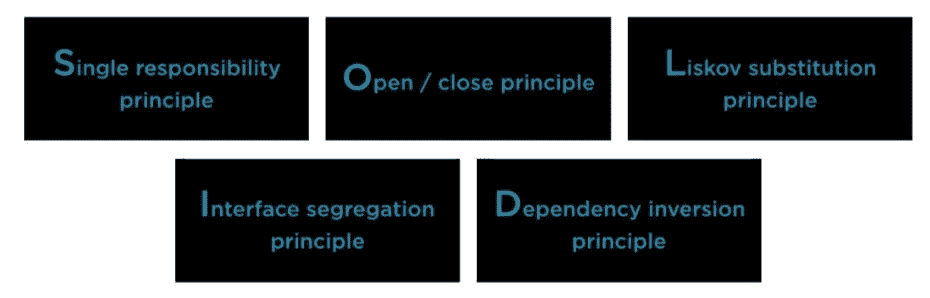 Single responsibility
principle
Open / close principle
Liskov substitution
principle
Interface segregation
principle
Dependency inversion
principle